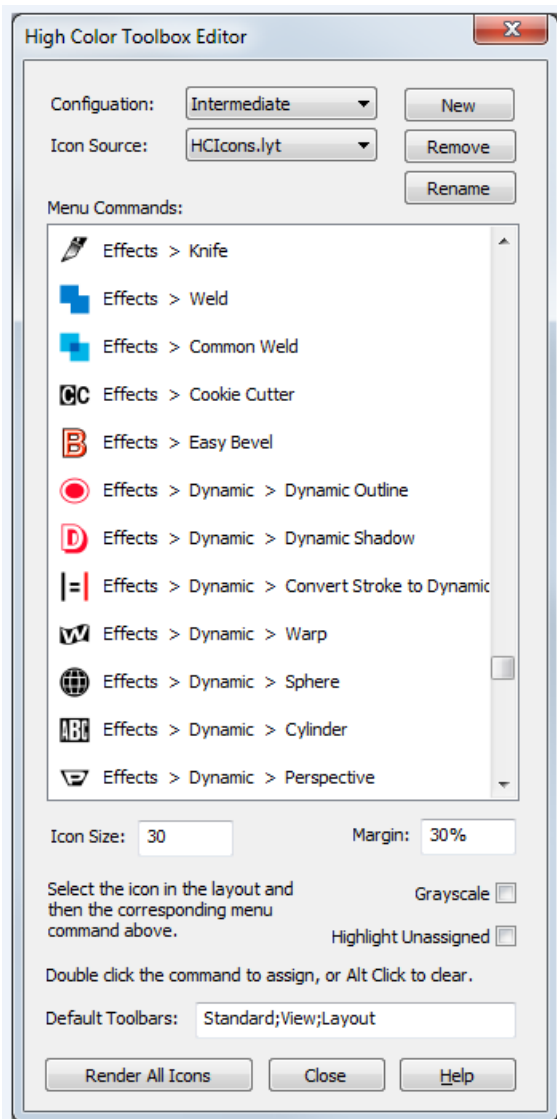 High Color Toolbox Editor
Configuation: Intermediate New
Icon Source: HCIcons.lyt Remove
Rename
Menu Commands:
Effects > Knife
Effects > Weld
Effects > Common Weld
CC Effects > Cookie Cutter
B Effects > Easy Bevel
Effects > Dynamic > Dynamic Outline
D Effects > Dynamic > Dynamic Shadow
|=| Effects > Dynamic > Convert Stroke to Dynamic
W Effects > Dynamic > Warp
Effects > Dynamic > Sphere
ABC Effects > Dynamic > Cylinder
Effects > Dynamic > Perspective
Icon Size: 30 Margin: 30%
Select the icon in the layout and
then the corresponding menu
command above.
Grayscale
Highlight Unassigned
Double click the command to assign, or Alt Click to clear.
Default Toolbars: Standard;View;Layout
Render All Icons Close Help